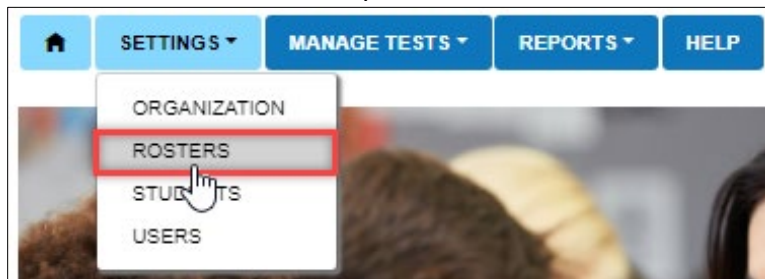 SETTINGS MANAGE TESTS REPORTS HELP
ORGANIZATION
ROSTERS
USERS